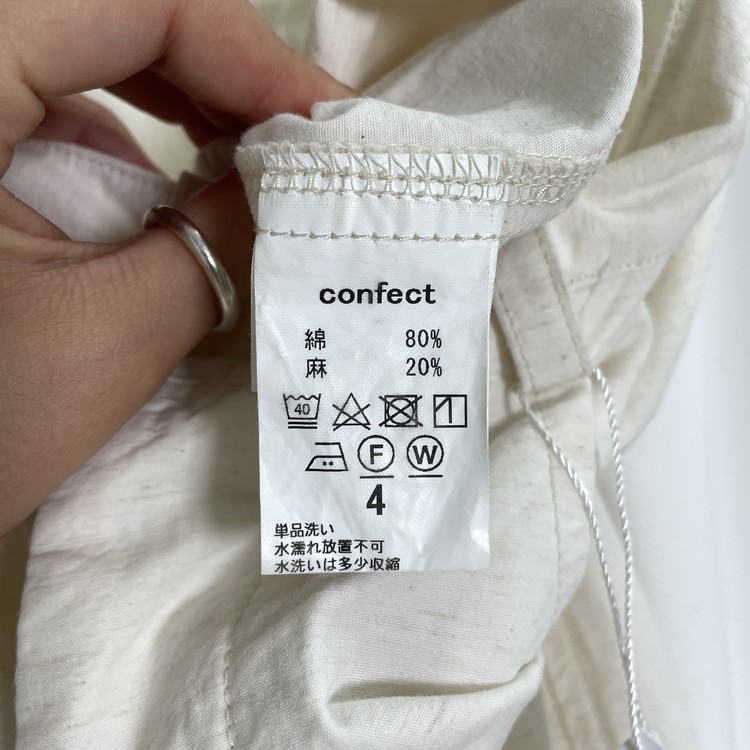 confect
綿 80%
麻 20%
40
F W
4
単品洗い
水濡れ放置不可
水洗いは多少収縮